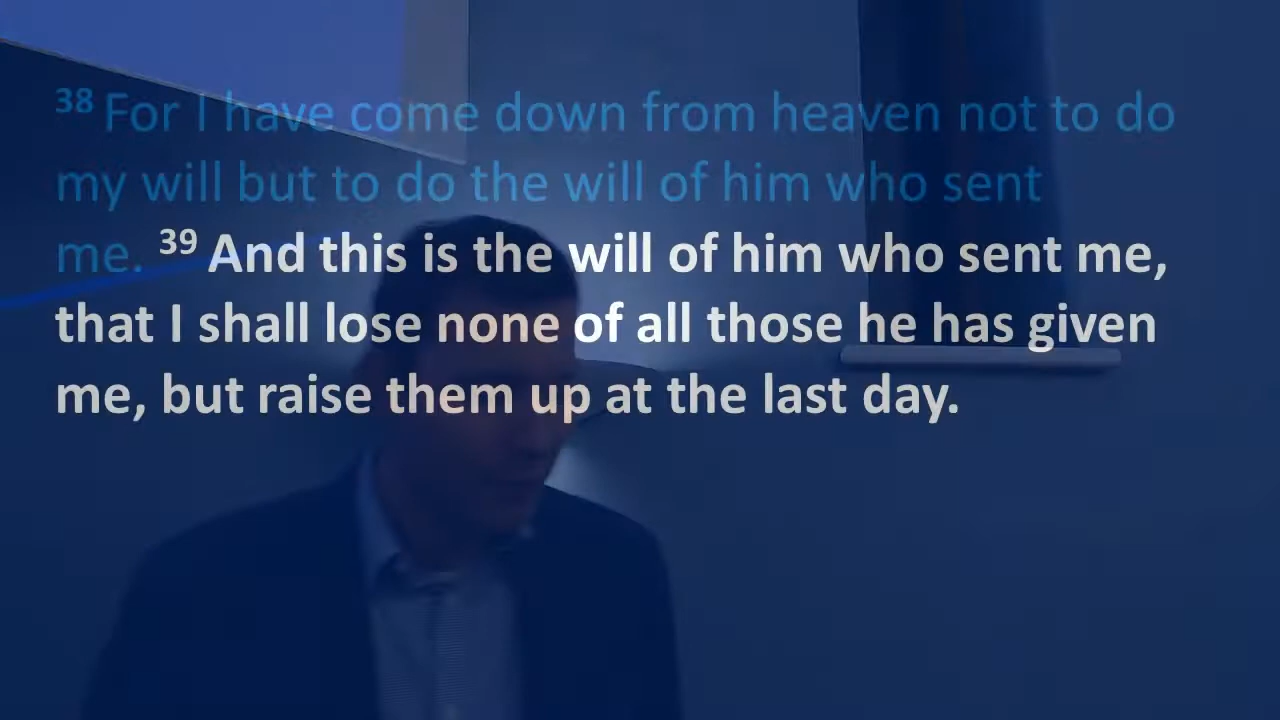 38 For I have come down from heaven not to do
my will but to do the will of him who sent
me. 39 And this is the will of him who sent me,
that I shall lose none of all those he has given
me, but raise them up at the last day.